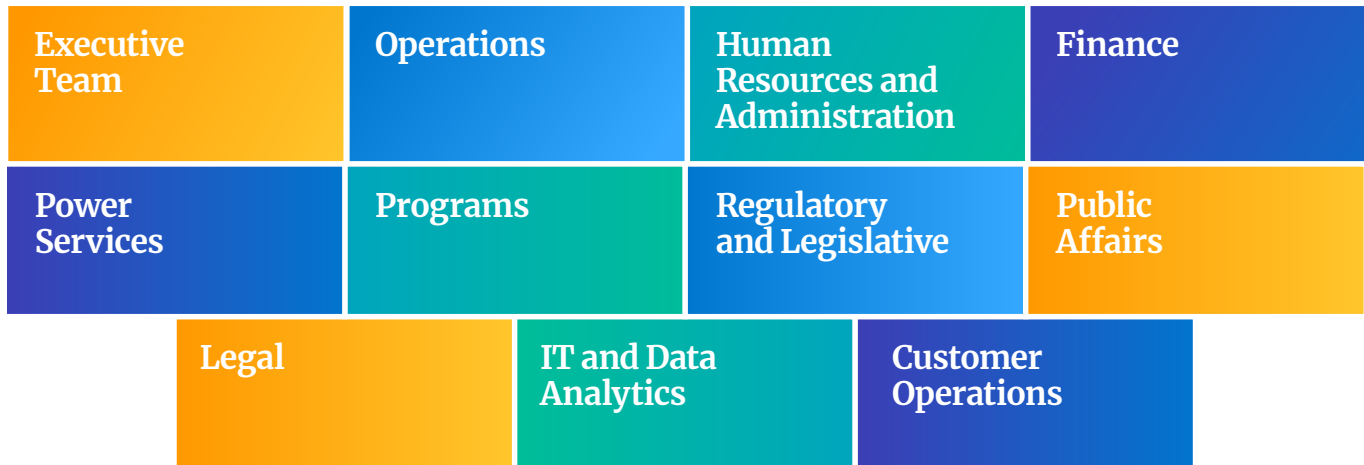 Executive
Team
Operations
Human
Resources and
Administration
Finance
Power
Services
Programs
Regulatory
and Legislative
Public
Affairs
Legal
IT and Data
Analytics
Customer
Operations